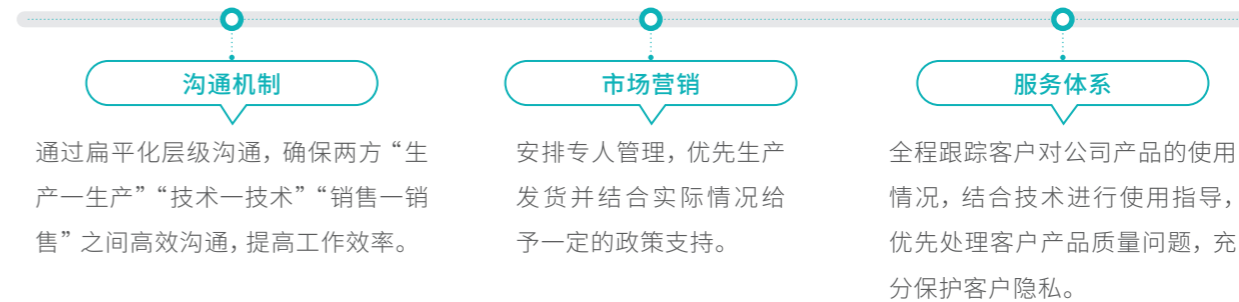 沟通机制
通过扁平化层级沟通，确保两方“生
产—生产”“技术—技术”“销售—销
售”之间高效沟通，提高工作效率。
市场营销
安排专人管理，优先生产
发货并结合实际情况给
予一定的政策支持。
服务体系
全程跟踪客户对公司产品的使用
情况，结合技术进行使用指导，
优先处理客户产品质量问题，充
分保护客户隐私。